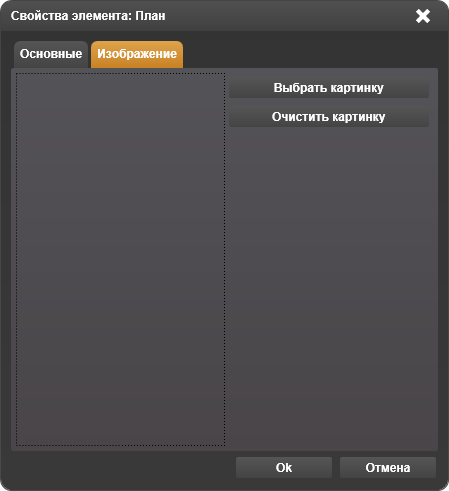 Свойства элемента: План
Основные Изображение
Выбрать картинку
Очистить картинку
Ok Отмена